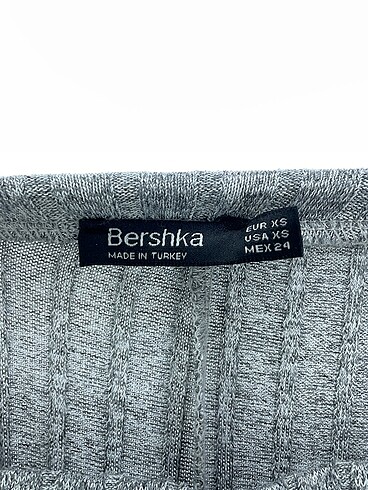 Bershka
MADE IN TURKEY
EUR XS
USA XS
MEX 24